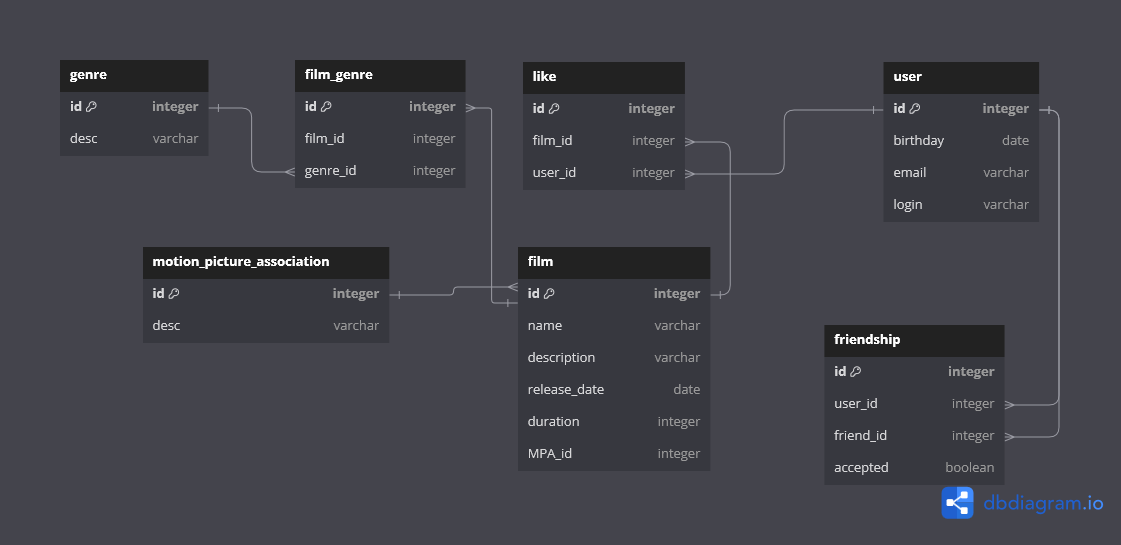 genre
id integer
desc varchar
film_genre
id integer
film_id integer
genre_id integer
like
id integer
film_id integer
user_id integer
user
id integer
birthday date
email varchar
login varchar
motion_picture_association
id integer
desc varchar
film
id integer
name varchar
description varchar
release_date date
duration integer
MPA_id integer
friendship
id integer
user_id integer
friend_id integer
accepted boolean
dbdiagram.io